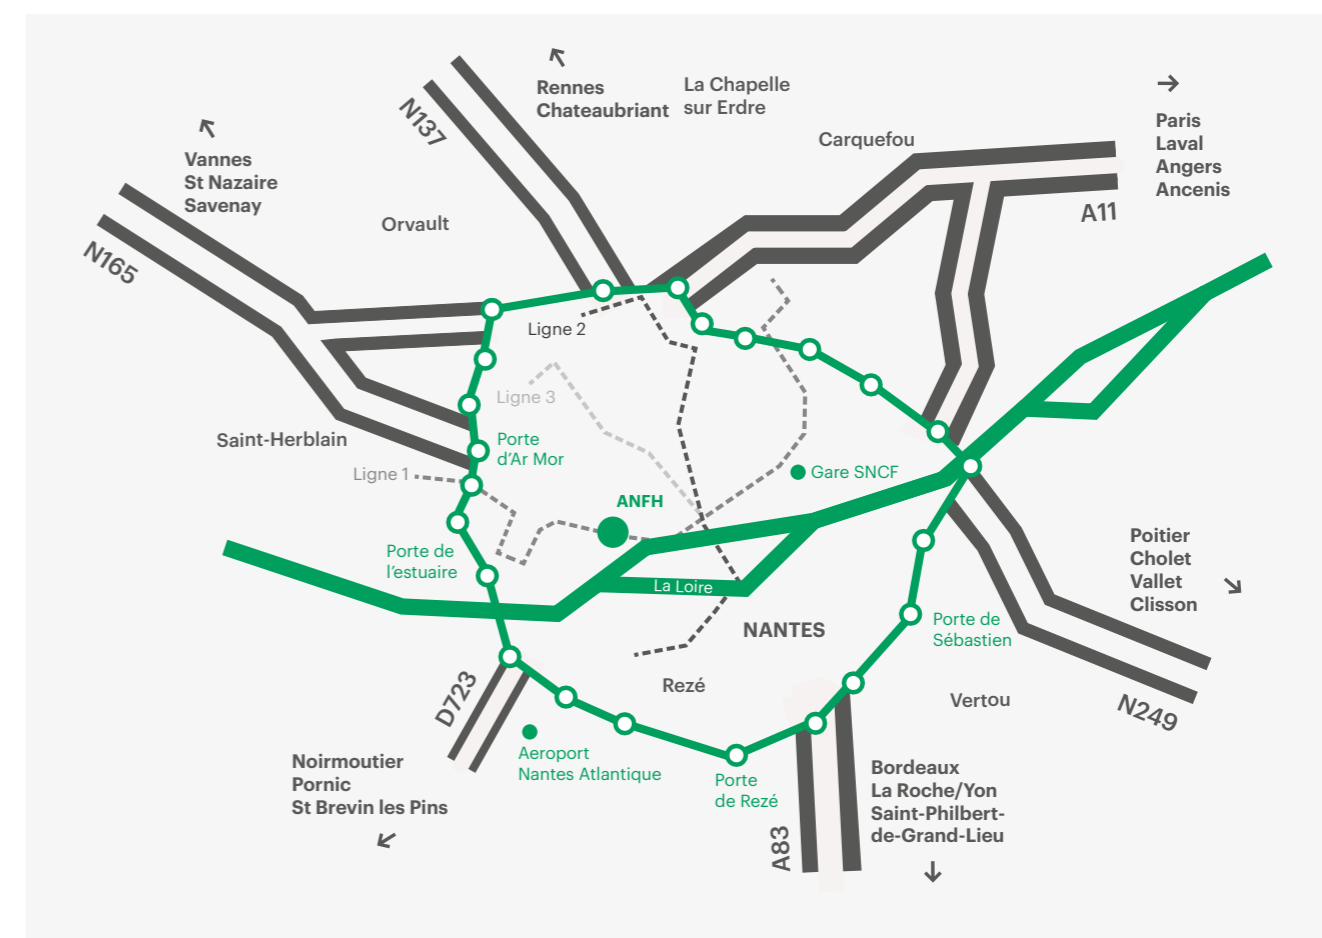 Rennes
Chateaubriant
La Chapelle
sur Erdre
N137
Carquefou
Paris
Laval
Angers
Ancenis
A11
Vannes
St Nazaire
Savenay
N165
Orvault
Ligne 2
Ligne 3
Saint-Herblain
Porte
d'Ar Mor
Ligne 1
Gare SNCF
ANFH
Porte de
l'estuaire
La Loire
NANTES
Poitier
Cholet
Vallet
Clisson
Porte de
Sébastien
Rezé
Vertou
N249
D723
Noirmoutier
Pornic
St Brevin les Pins
Aeroport
Nantes Atlantique
Porte
de Rezé
A83
Bordeaux
La Roche/Yon
Saint-Philbert-
de-Grand-Lieu